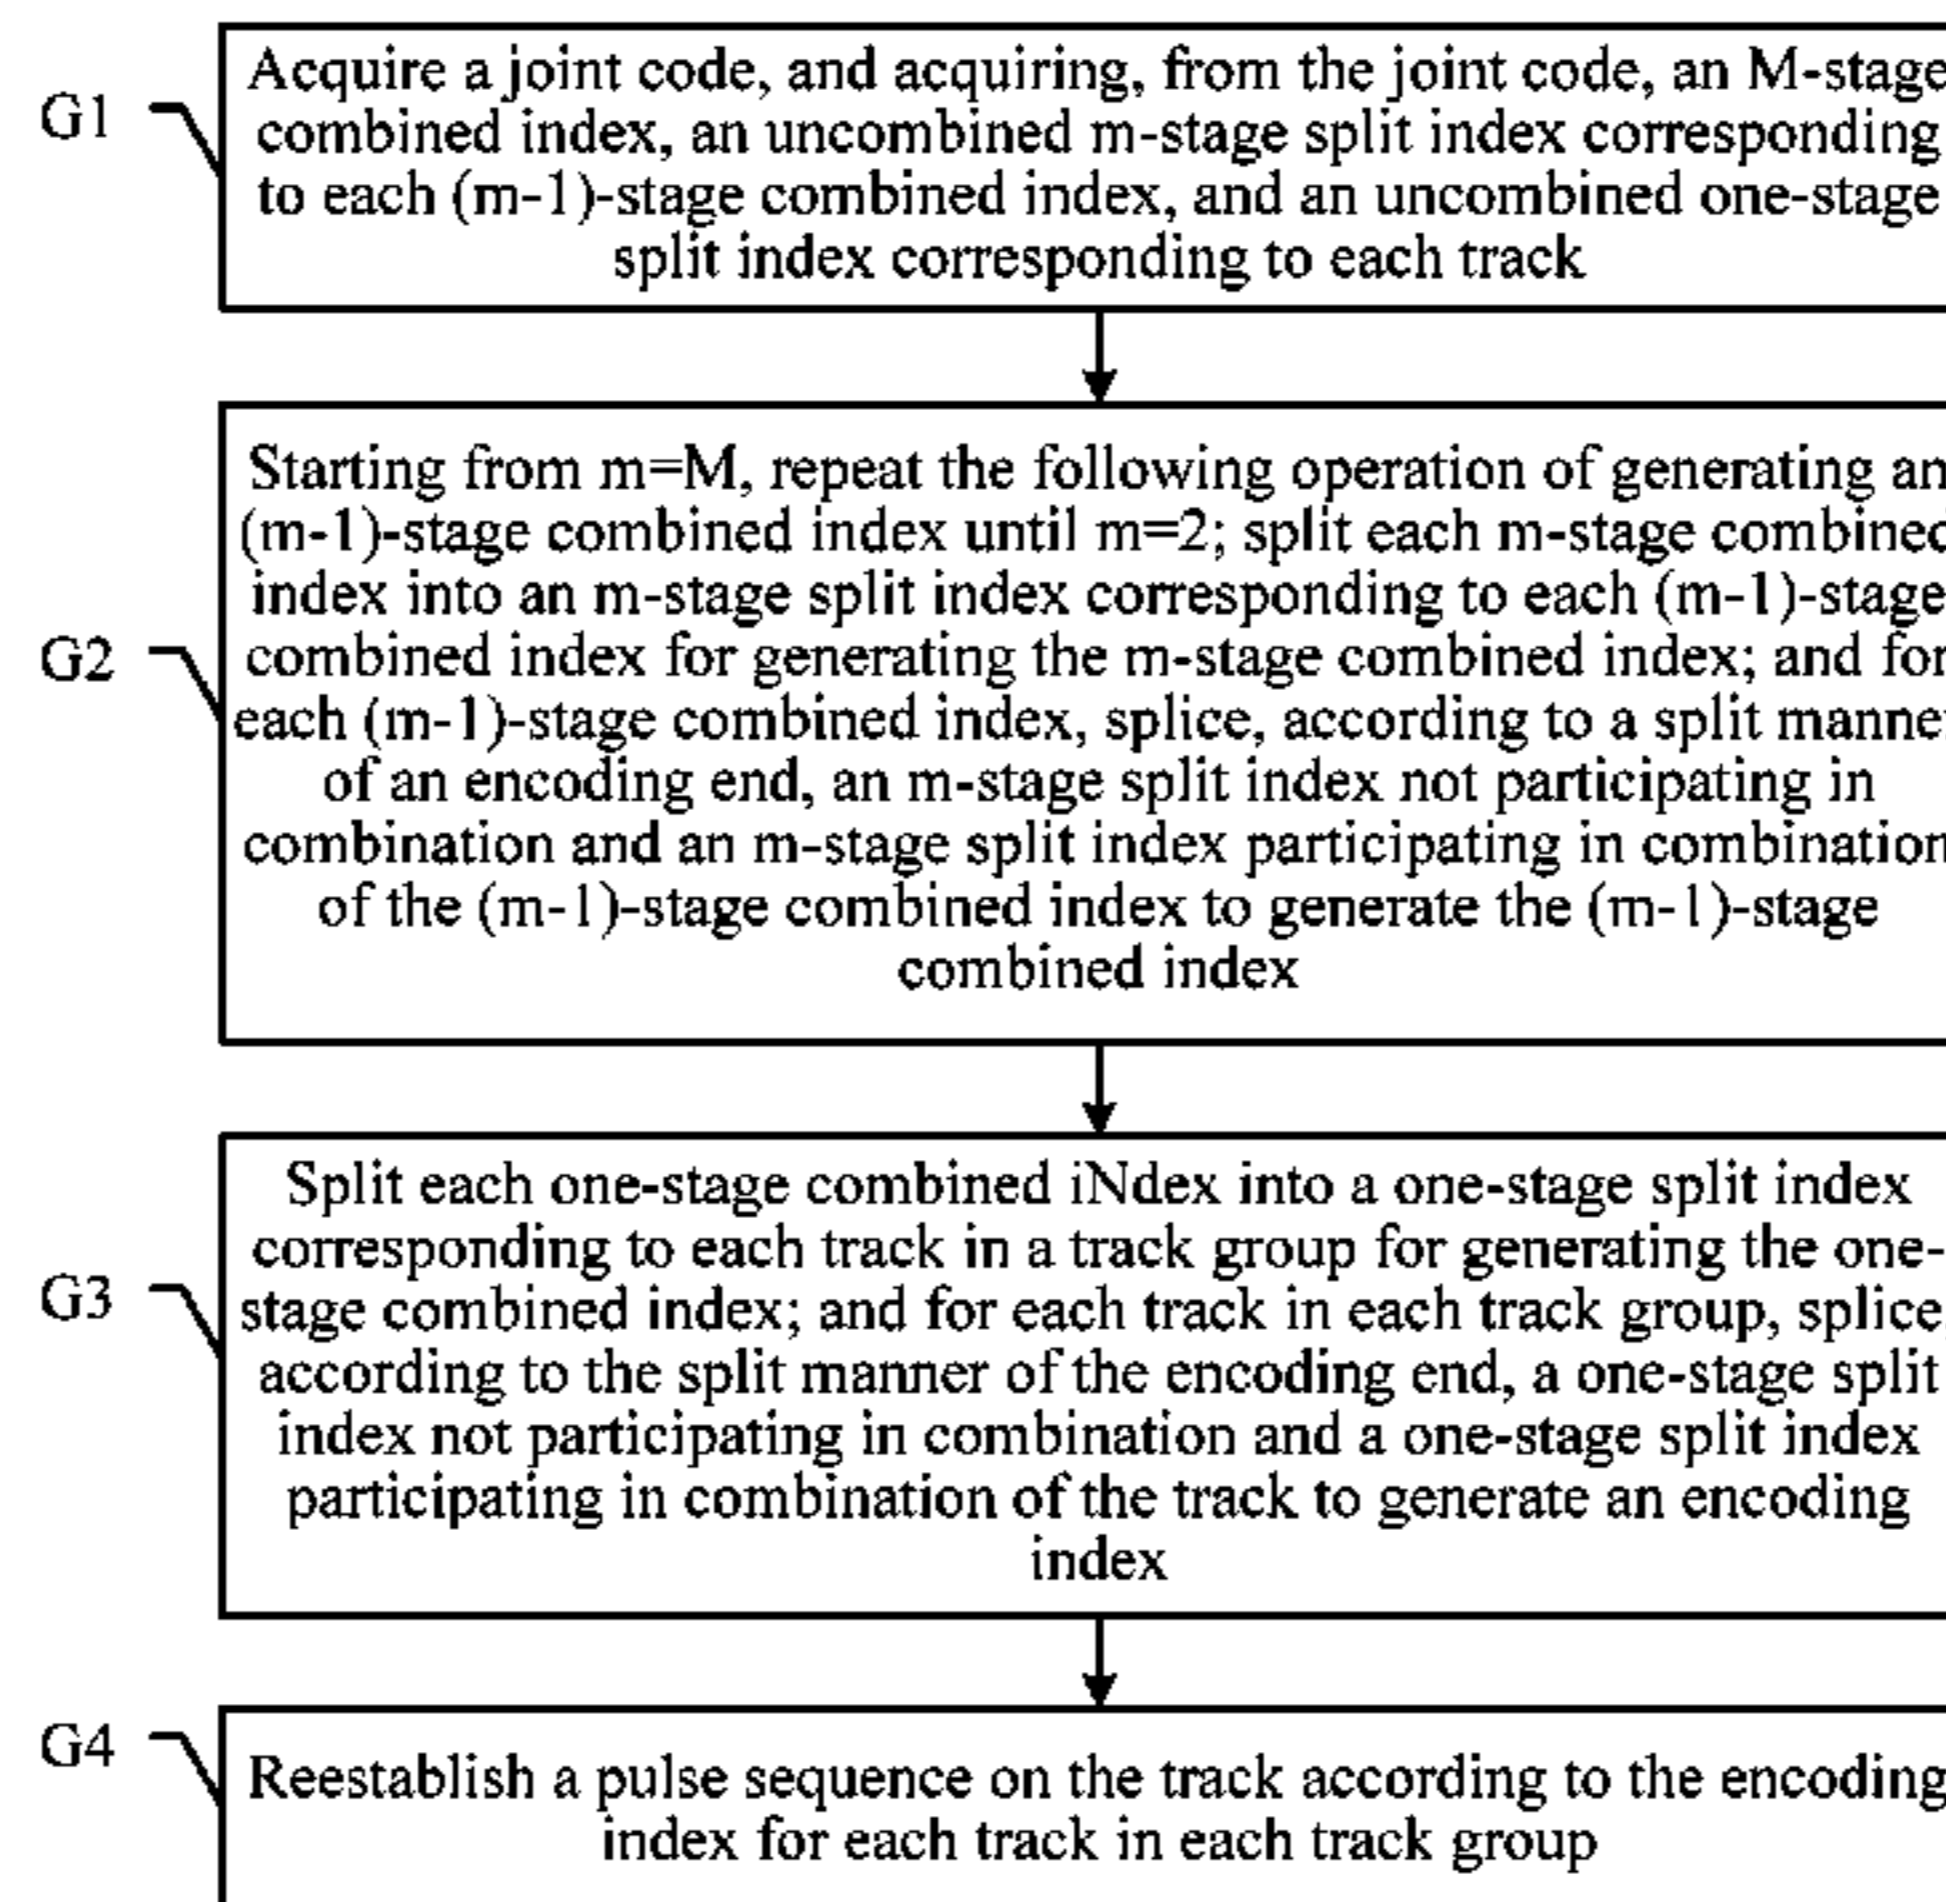 G1
Acquire a joint code, and acquiring, from the joint code, an M-stage
combined index, an uncombined m-stage split index corresponding
to each (m-1)-stage combined index, and an uncombined one-stage
split index corresponding to each track
G2
Starting from m=M, repeat the following operation of generating an
(m-1)-stage combined index until m=2; split each m-stage combined
index into an m-stage split index corresponding to each (m-1)-stage
combined index for generating the m-stage combined index; and for
each (m-1)-stage combined index, splice, according to a split manner
of an encoding end, an m-stage split index not participating in
combination and an m-stage split index participating in combination
of the (m-1)-stage combined index to generate the (m-1)-stage
combined index
G3
Split each one-stage combined iNdex into a one-stage split index
corresponding to each track in a track group for generating the one-
stage combined index; and for each track in each track group, splice,
according to the split manner of the encoding end, a one-stage split
index not participating in combination and a one-stage split index
participating in combination of the track to generate an encoding
index
G4
Reestablish a pulse sequence on the track according to the encoding
index for each track in each track group